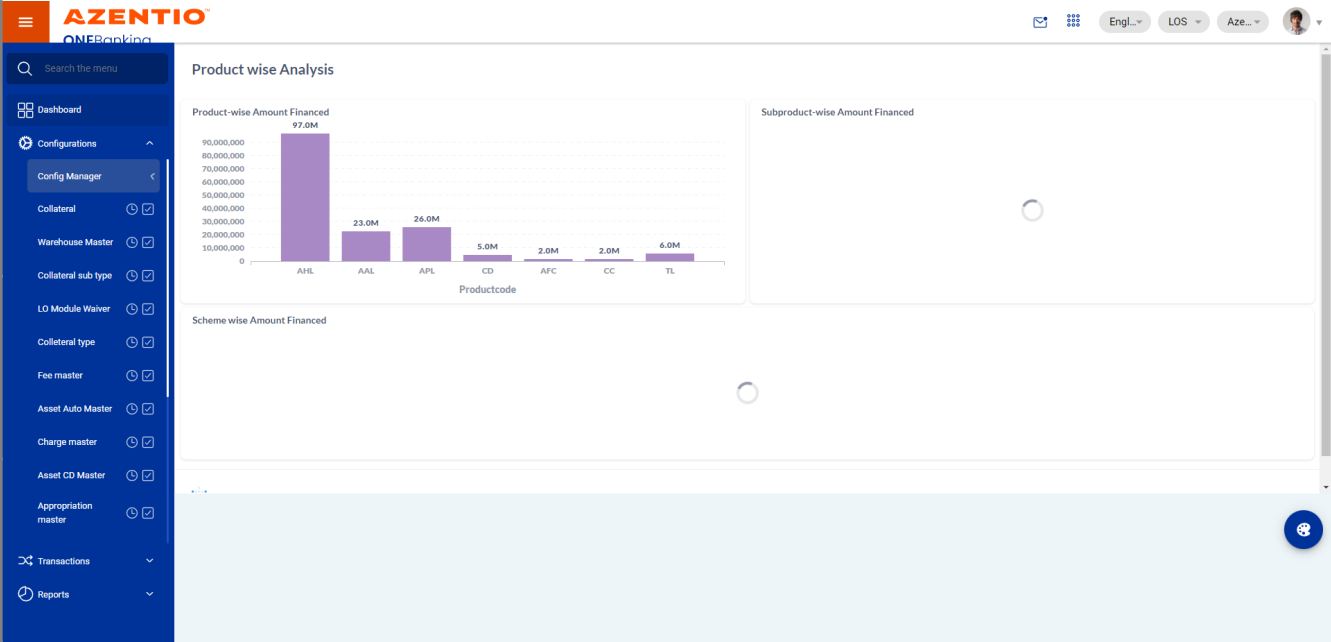 AZENTIO™
ONEBanking
Engl...
LOS
Aze...
Search the menu
Dashboard
Configurations
Config Manager
Collateral
Warehouse Master
Collateral sub type
LO Module Waiver
Colleteral type
Fee master
Asset Auto Master
Charge master
Asset CD Master
Appropriation
master
Transactions
Reports
Product wise Analysis
Product-wise Amount Financed
97.0M
90,000,000
80,000,000
70,000,000
60,000,000
50,000,000
40,000,000
30,000,000
20,000,000
10,000,000
0
23.0M
26.0M
5.0M
2.0M
2.0M
6.0M
AHL AAL APL CD AFC CC TL
Productcode
Subproduct-wise Amount Financed
Scheme wise Amount Financed